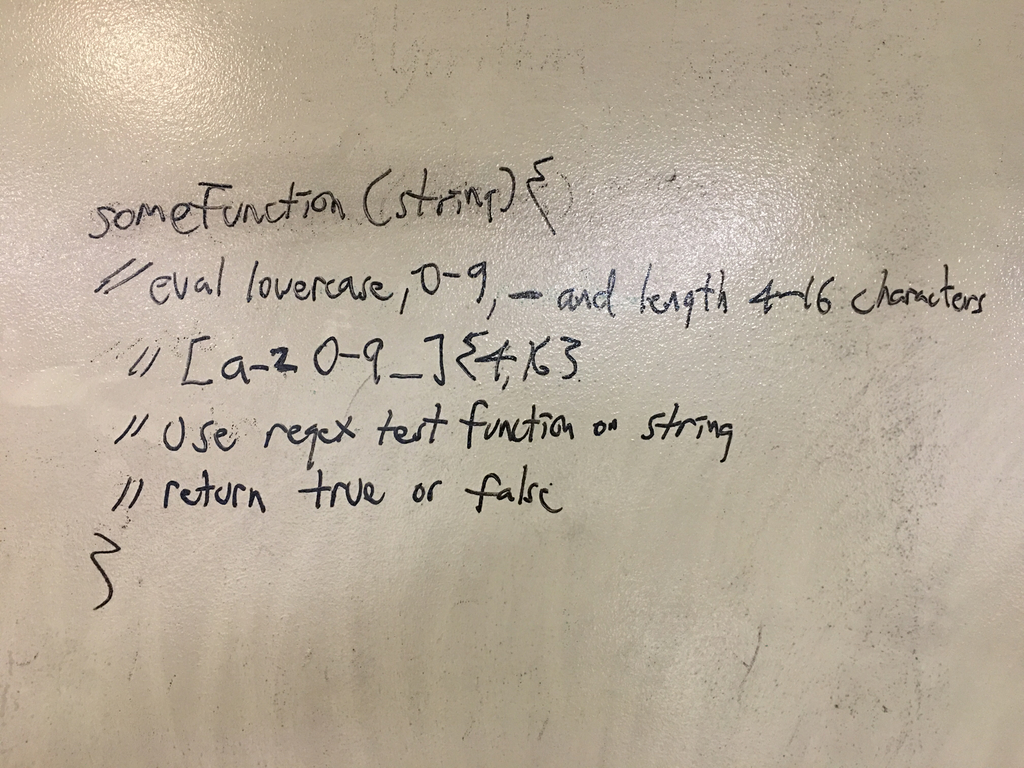 someFunction (string) {
// eval lowercase, 0-9, _ and length 4-16 characters
// [a-z 0-9_]{4,16}
// Use regex test function on string
// return true or false
}